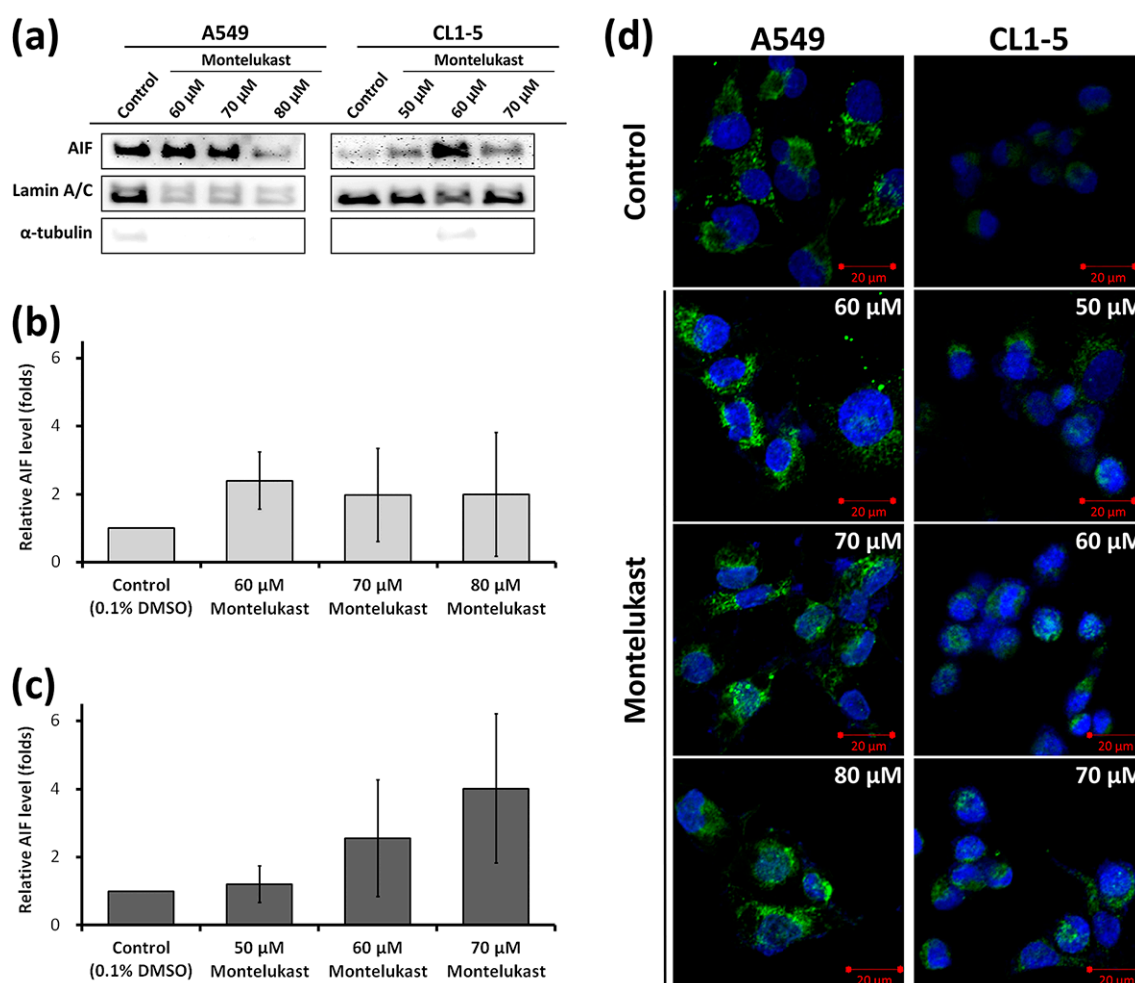 (a)
A549
CL1-5
Montelukast
Montelukast
Control
60 µM
70 µM
80 µM
Control
50 µM
60 µM
70 µM
AIF
Lamin A/C
α-tubulin
(b)
Relative AIF level (folds)
6
4
2
0
Control
(0.1% DMSO)
60 µM
Montelukast
70 µM
Montelukast
80 µM
Montelukast
(c)
Relative AIF level (folds)
6
4
2
0
Control
(0.1% DMSO)
50 µM
Montelukast
60 µM
Montelukast
70 µM
Montelukast
(d)
A549
CL1-5
Control
20 µm
20 µm
Montelukast
60 µM
20 µm
50 µM
20 µm
70 µM
20 µm
60 µM
20 µm
80 µM
20 µm
70 µM
20 µm